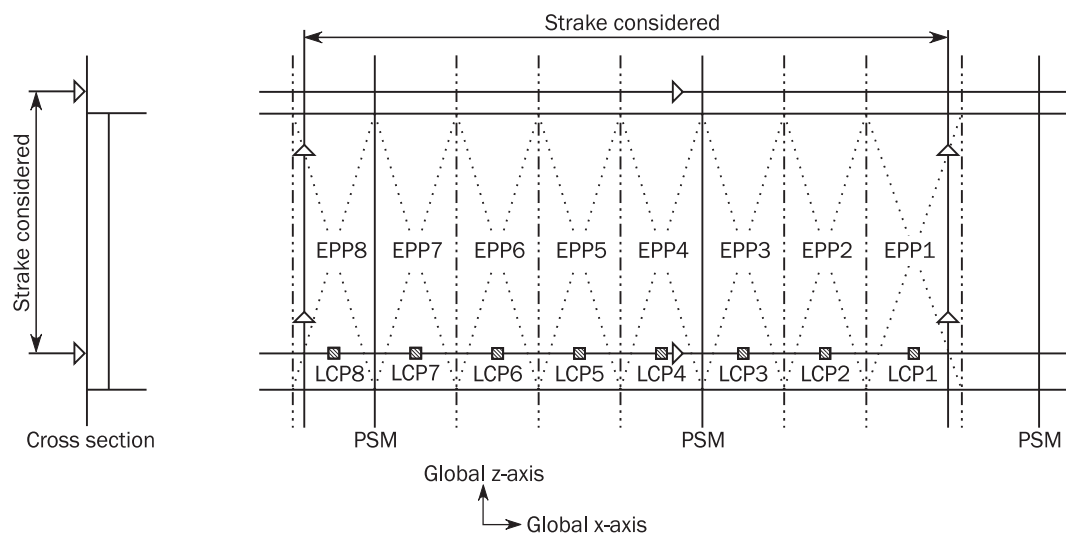 Strake considered
Strake considered
EPP8 EPP7 EPP6 EPP5 EPP4 EPP3 EPP2 EPP1
LCP8 LCP7 LCP6 LCP5 LCP4 LCP3 LCP2 LCP1
Cross section PSM PSM PSM
Global z-axis
Global x-axis